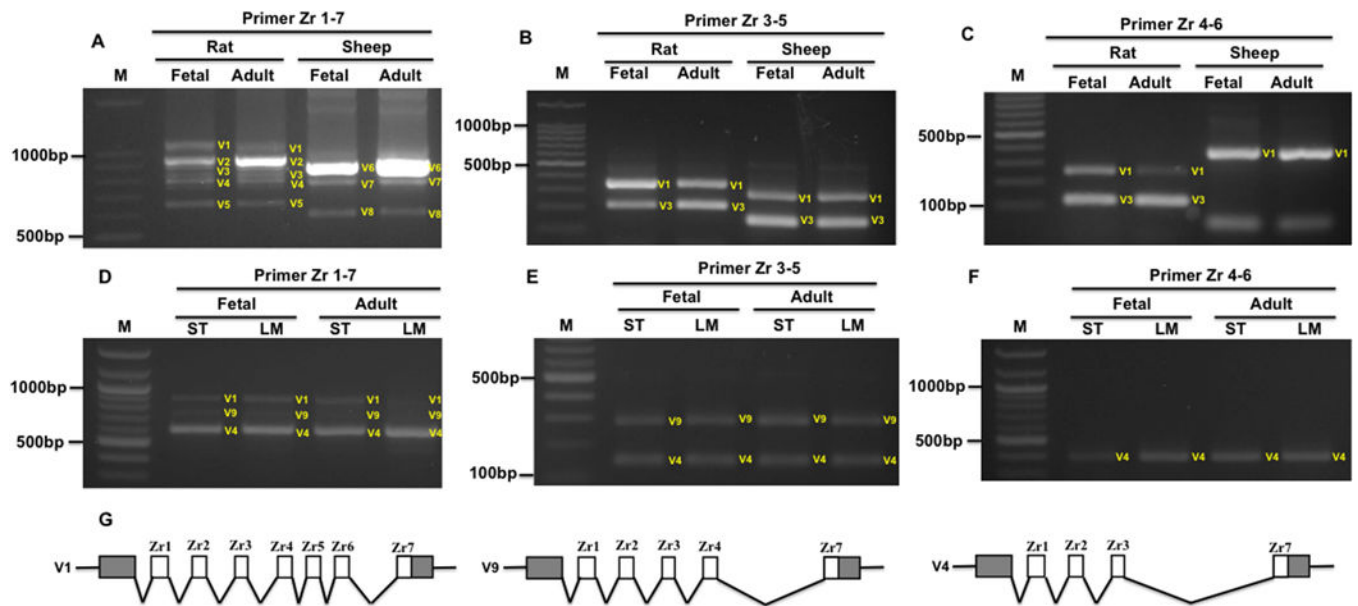 A
Primer Zr 1-7
Rat Sheep
M Fetal Adult Fetal Adult
1000bp
500bp
V1 V1
V2 V2 V6 V6
V3 V3
V4 V4 V7 V7
V5 V5 V8 V8
B
Primer Zr 3-5
Rat Sheep
M Fetal Adult Fetal Adult
1000bp
500bp
V1 V1 V1 V1
V3 V3 V3 V3
C
Primer Zr 4-6
Rat Sheep
M Fetal Adult Fetal Adult
500bp
100bp
V1 V1
V1 V1
V3 V3
D
Primer Zr 1-7
Fetal Adult
M ST LM ST LM
1000bp
500bp
V1 V1 V1 V1
V9 V9 V9 V9
V4 V4 V4 V4
E
Primer Zr 3-5
Fetal Adult
M ST LM ST LM
500bp
100bp
V9 V9 V9 V9
V4 V4 V4 V4
F
Primer Zr 4-6
Fetal Adult
M ST LM ST LM
1000bp
500bp
V4 V4 V4 V4
G
V1 Zr1 Zr2 Zr3 Zr4 Zr5 Zr6 Zr7
V9 Zr1 Zr2 Zr3 Zr4 Zr7
V4 Zr1 Zr2 Zr3 Zr7